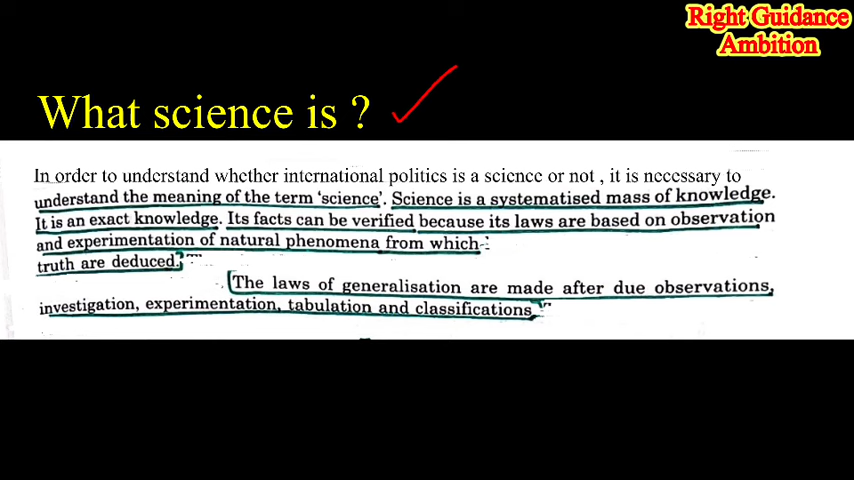 Right Guidance
Ambition
What science is ?
In order to understand whether international politics is a science or not , it is necessary to
understand the meaning of the term 'science'. Science is a systematised mass of knowledge.
It is an exact knowledge. Its facts can be verified because its laws are based on observation
and experimentation of natural phenomena from which
truth are deduced.
The laws of generalisation are made after due observations,
investigation, experimentation, tabulation and classifications